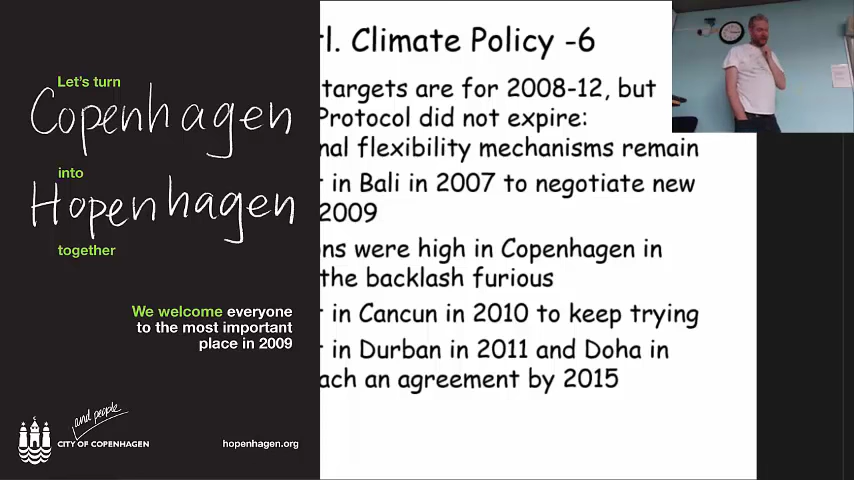 Let's turn
Copenhagen
into
Hopenhagen
together
We welcome everyone
to the most important
place in 2009
and people
CITY OF COPENHAGEN
hopenhagen.org
l. Climate Policy -6
targets are for 2008-12, but
Protocol did not expire:
nal flexibility mechanisms remain
in Bali in 2007 to negotiate new
2009
ns were high in Copenhagen in
the backlash furious
in Cancun in 2010 to keep trying
in Durban in 2011 and Doha in
ach an agreement by 2015